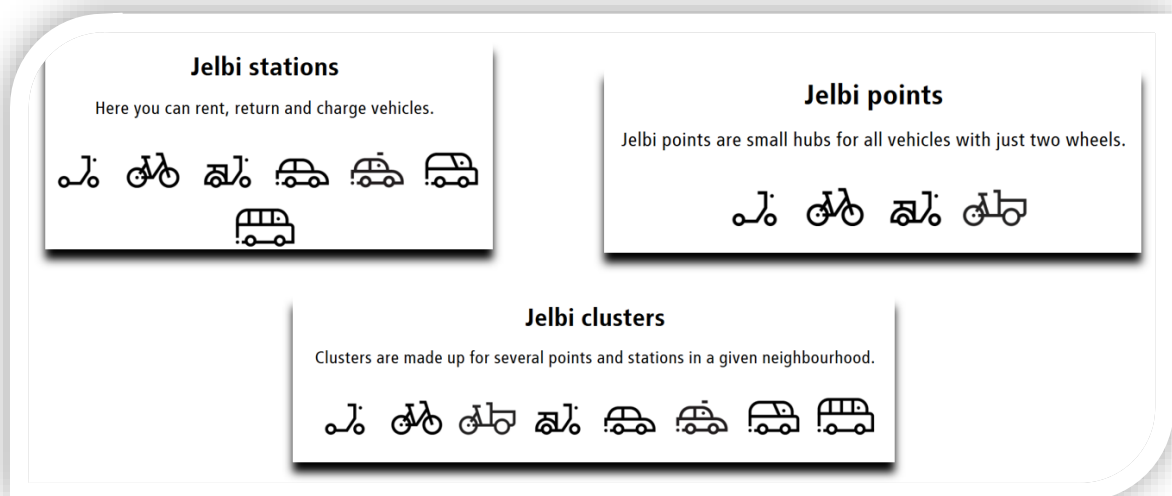 Jelbi stations
Here you can rent, return and charge vehicles.
Jelbi points
Jelbi points are small hubs for all vehicles with just two wheels.
Jelbi clusters
Clusters are made up for several points and stations in a given neighbourhood.